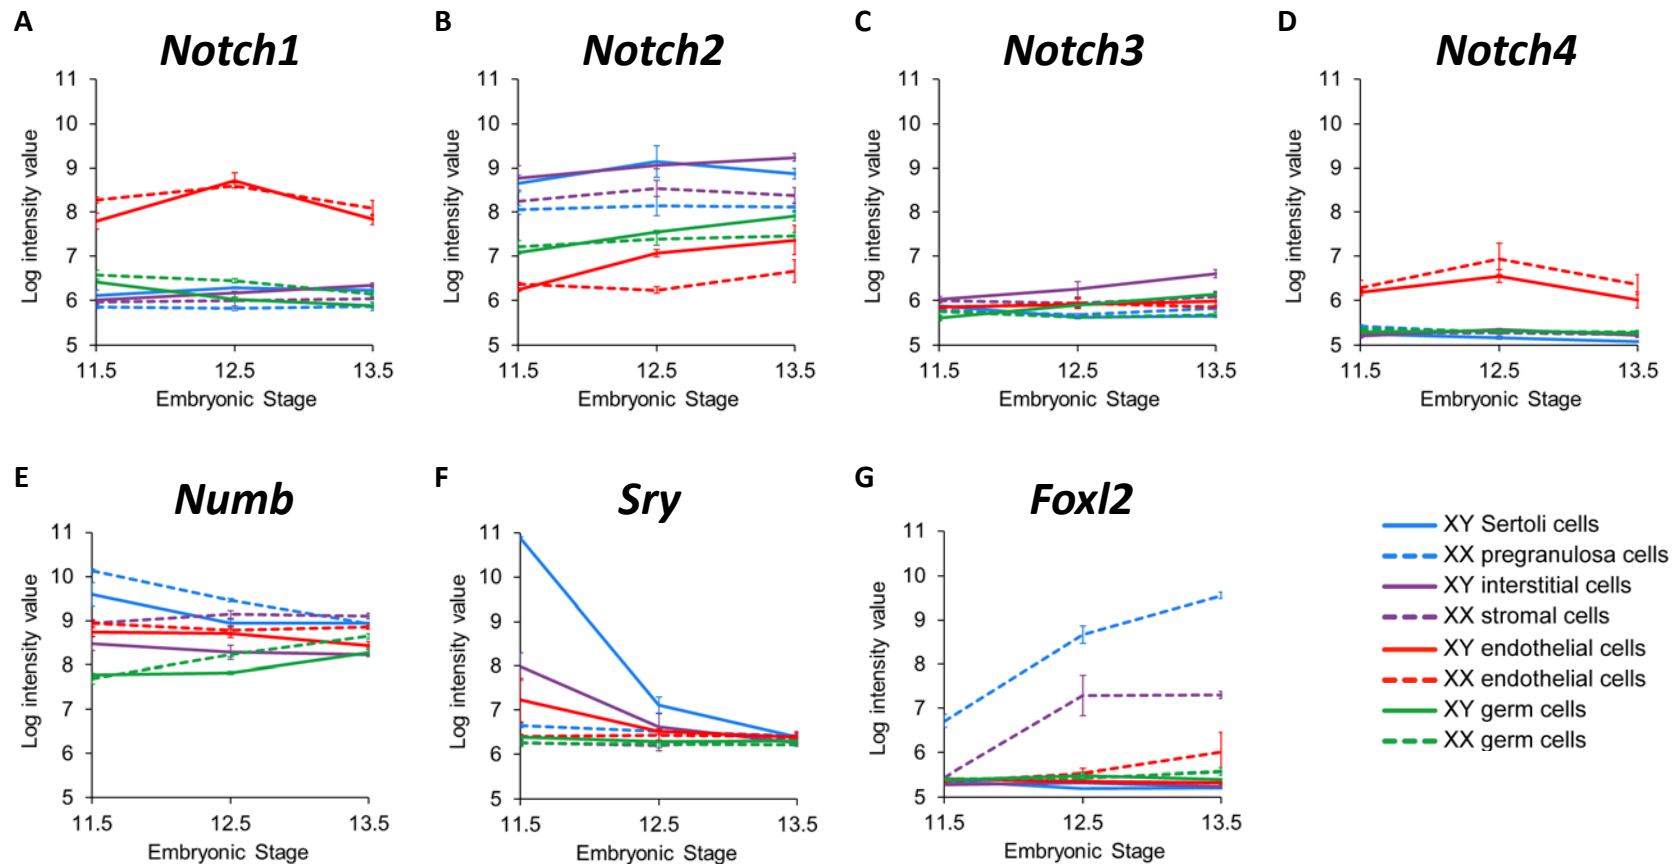 A
Notch1
B
Notch2
C
Notch3
D
Notch4
11
10
9
8
7
6
5
Log intensity value
11.5
12.5
13.5
Embryonic Stage
11
10
9
8
7
6
5
Log intensity value
11.5
12.5
13.5
Embryonic Stage
11
10
9
8
7
6
5
Log intensity value
11.5
12.5
13.5
Embryonic Stage
11
10
9
8
7
6
5
Log intensity value
11.5
12.5
13.5
Embryonic Stage
E
Numb
F
Sry
G
Foxl2
11
10
9
8
7
6
5
Log intensity value
11.5
12.5
13.5
Embryonic Stage
11
10
9
8
7
6
5
Log intensity value
11.5
12.5
13.5
Embryonic Stage
11
10
9
8
7
6
5
Log intensity value
11.5
12.5
13.5
Embryonic Stage
XY Sertoli cells
XX pregranulosa cells
XY interstitial cells
XX stromal cells
XY endothelial cells
XX endothelial cells
XY germ cells
XX germ cells